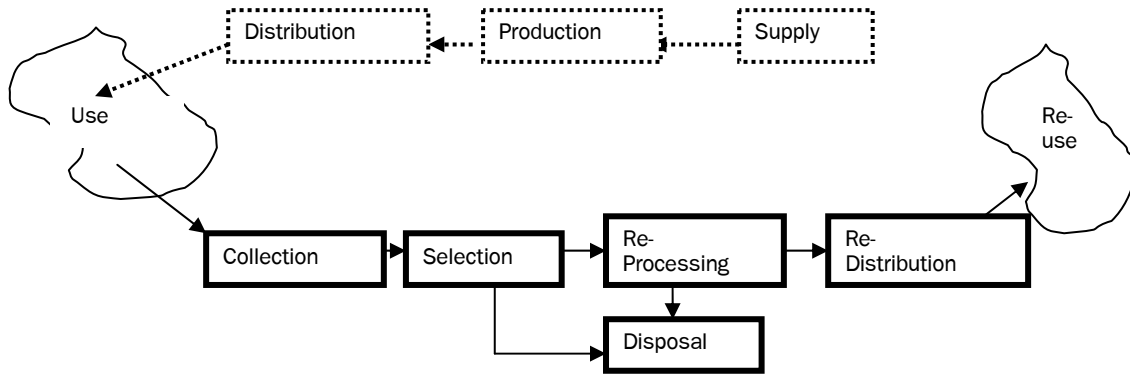 Distribution
Production
Supply
Use
Re-
use
Collection
Selection
Re-
Processing
Re-
Distribution
Disposal